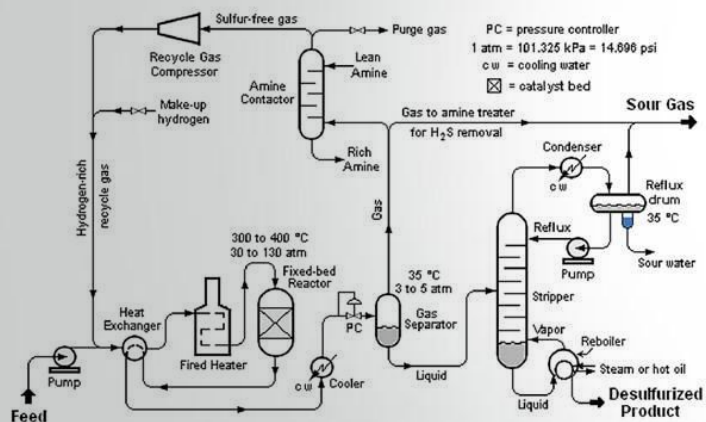 Sulfur-free gas
Purge gas
PC = pressure controller
1 atm = 101.325 kPa = 14.696 psi
c w = cooling water
= catalyst bed
Recycle Gas
Compressor
Lean
Amine
Amine
Contactor
Make-up
hydrogen
Rich
Amine
Gas to amine treater
for H₂S removal
Sour Gas
Condenser
c w
Reflux
drum
35 °C
Hydrogen-rich
recycle gas
Gas
Reflux
Pump
Sour water
300 to 400 °C
30 to 130 atm
Fixed-bed
Reactor
35 °C
3 to 5 atm
Gas
Separator
PC
Stripper
Heat
Exchanger
Fired Heater
Vapor
Reboiler
Steam or hot oil
c w
Cooler
Liquid
Liquid
Pump
Feed
Desulfurized
Product